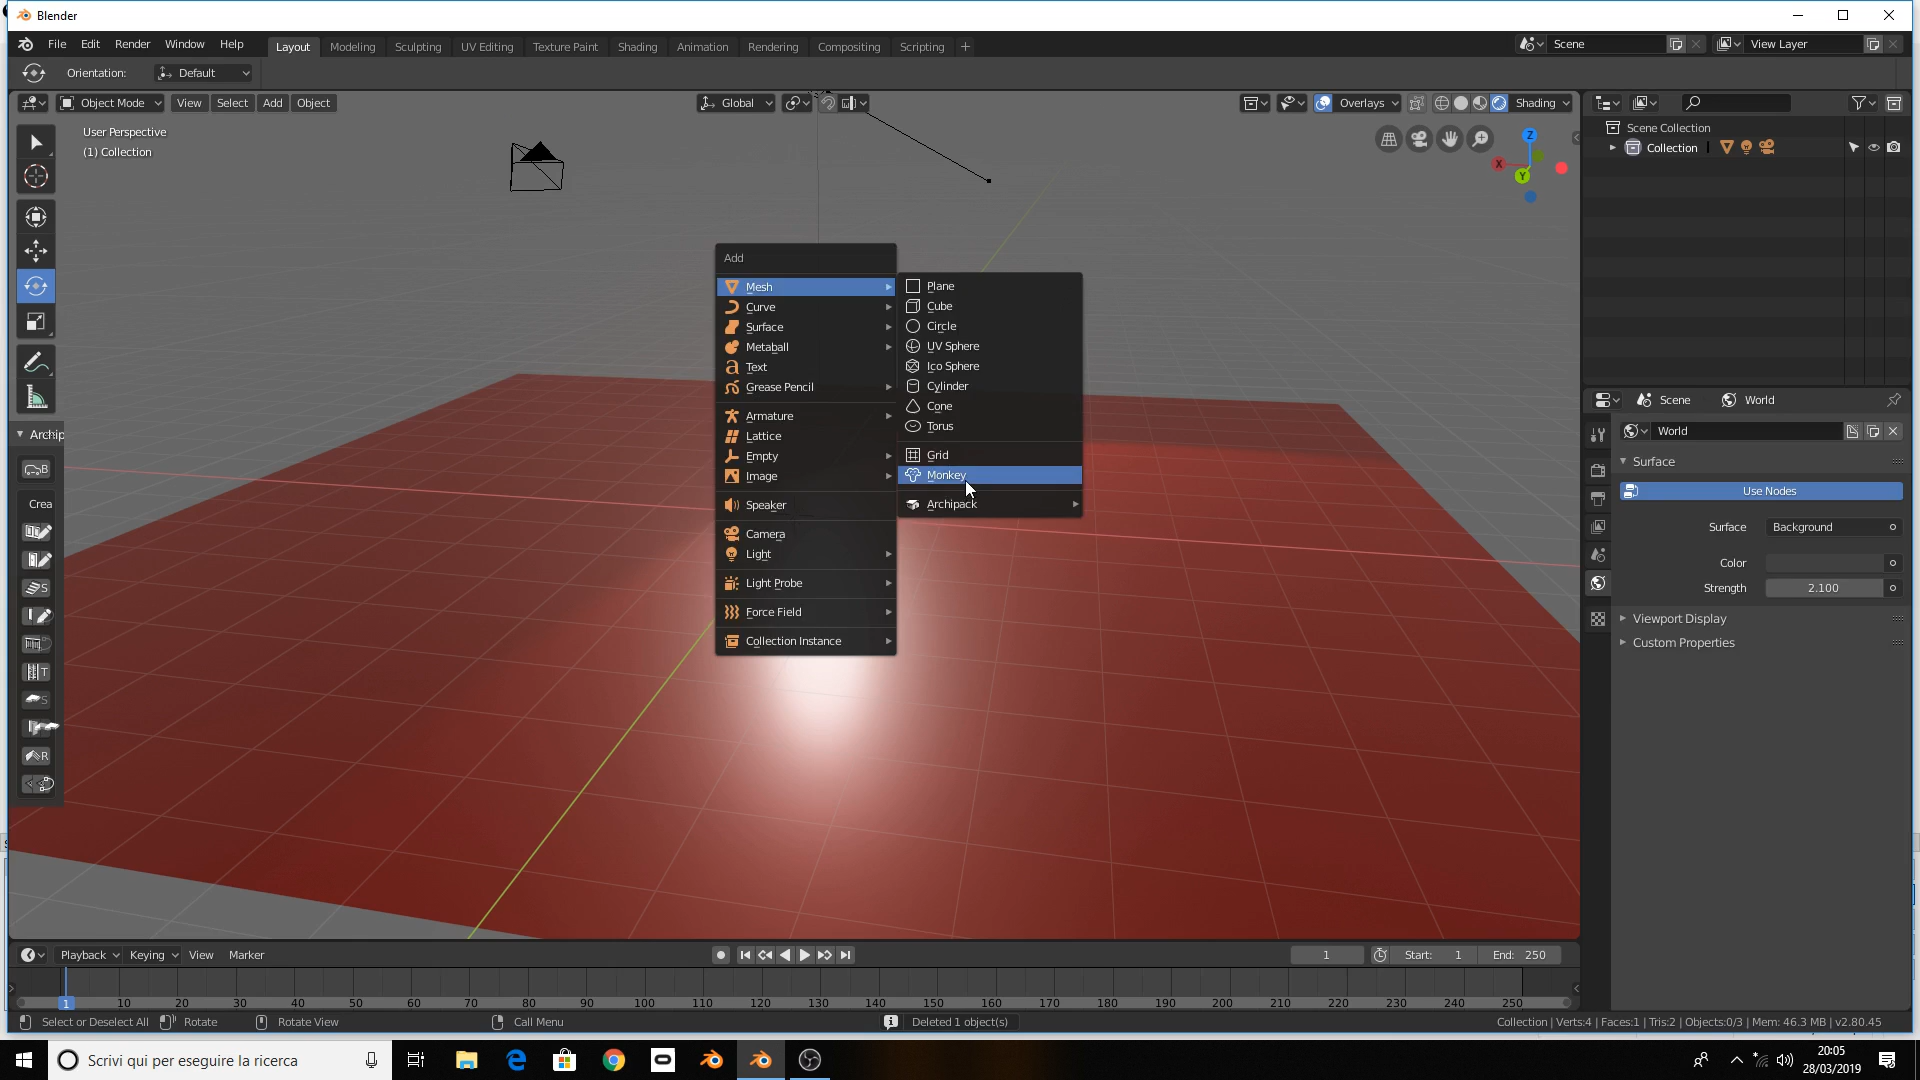 Blender
File Edit Render Window Help Layout Modeling Sculpting UV Editing Texture Paint Shading Animation Rendering Compositing Scripting + Scene View Layer
Orientation: Default
Object Mode View Select Add Object Global Overlays Shading
User Perspective
(1) Collection
Z
X
Y
Scene Collection
Collection
Add
Mesh
Curve
Surface
Metaball
Text
Grease Pencil
Armature
Lattice
Empty
Image
Speaker
Camera
Light
Light Probe
Force Field
Collection Instance
Plane
Cube
Circle
UV Sphere
Ico Sphere
Cylinder
Cone
Torus
Grid
Monkey
Archipack
Archip
B
Crea
S
T
S
R
Scene World
World
Surface
Use Nodes
Surface Background
Color
Strength 2.100
Viewport Display
Custom Properties
Playback Keying View Marker 1 Start: 1 End: 250
1 10 20 30 40 50 60 70 80 90 100 110 120 130 140 150 160 170 180 190 200 210 220 230 240 250
Select or Deselect All Rotate Rotate View Call Menu Deleted 1 object(s) Collection | Verts:4 | Faces:1 | Tris:2 | Objects:0/3 | Mem: 46.3 MB | v2.80.45
Scrivi qui per eseguire la ricerca
20:05
28/03/2019